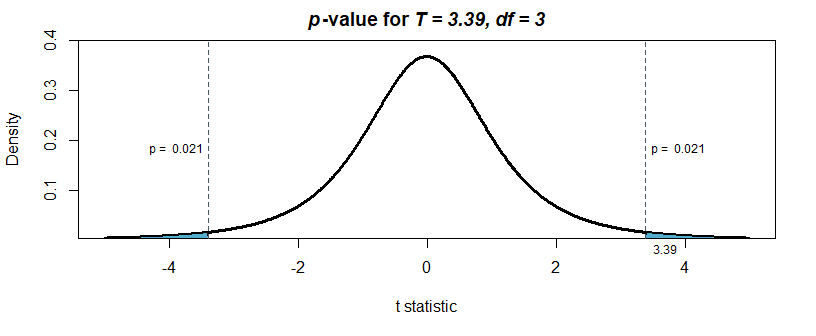 p-value for T = 3.39, df = 3
Density
0.4
0.3
0.2
0.1
p = 0.021
p = 0.021
3.39
-4
-2
0
2
4
t statistic